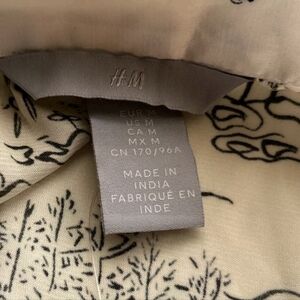 H&M
EUR M
US M
CA M
MX M
CN 170/96A
MADE IN
INDIA
FABRIQUÉ EN
INDE